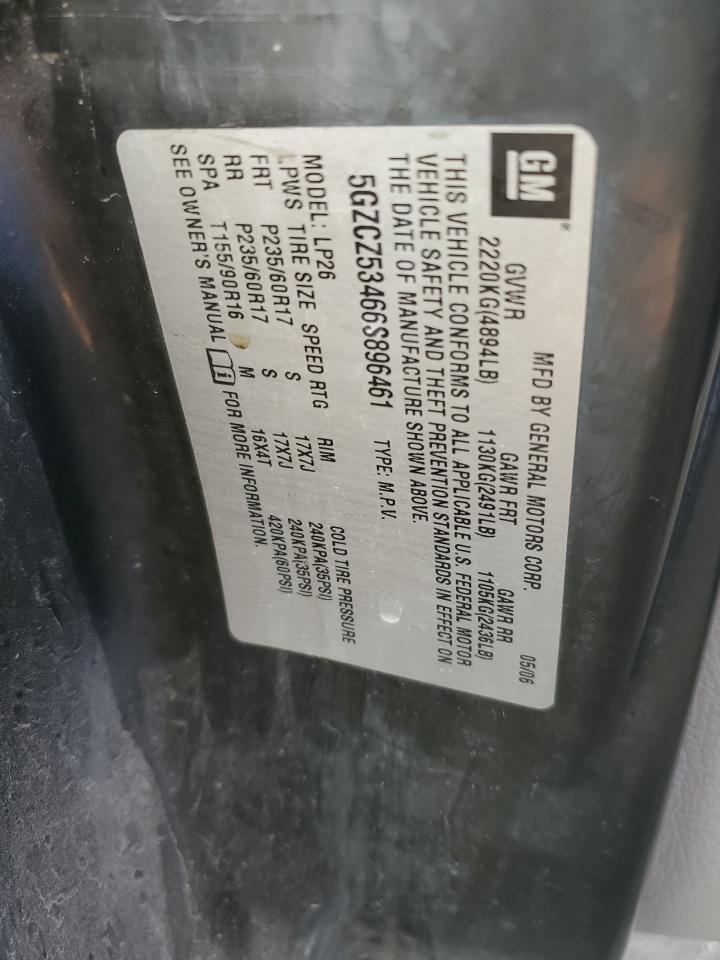 GM®
MFD BY GENERAL MOTORS CORP. 05/06
GVWR GAWR FRT GAWR RR
2220KG(4894LB) 1130KG(2491LB) 1105KG(2436LB)
THIS VEHICLE CONFORMS TO ALL APPLICABLE U.S. FEDERAL MOTOR
VEHICLE SAFETY AND THEFT PREVENTION STANDARDS IN EFFECT ON
THE DATE OF MANUFACTURE SHOWN ABOVE.
5GZCZ53466S896461 TYPE: M.P.V.
MODEL: LP26
LPWS TIRE SIZE SPEED RTG RIM COLD TIRE PRESSURE
FRT P235/60R17 S 17X7J 240KPA(35PSI)
RR P235/60R17 S 17X7J 240KPA(35PSI)
SPA T155/90R16 M 16X4T 420KPA(60PSI)
SEE OWNER'S MANUAL i FOR MORE INFORMATION.